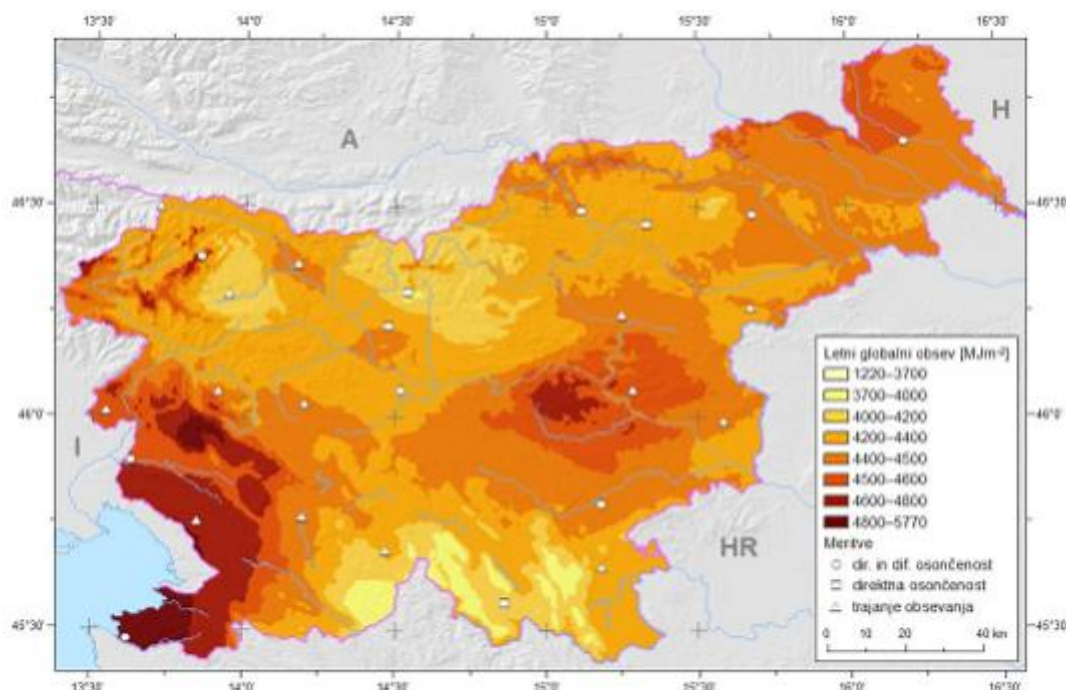 13°30' 14°0' 14°30' 15°0' 15°30' 16°0' 16°30'
H
A
46°30' 46°30'
46°0' 46°0'
I
HR
45°30' 45°30'
Letni globalni obsev [MJm⁻²]
1220–3700
3700–4000
4000–4200
4200–4400
4400–4500
4500–4600
4600–4800
4800–5770
Meritve
dir. in dif. osončenost
direktna osončenost
trajanje obsevanja
0 10 20 40 km
13°30' 14°0' 14°30' 15°0' 15°30' 16°0' 16°30'